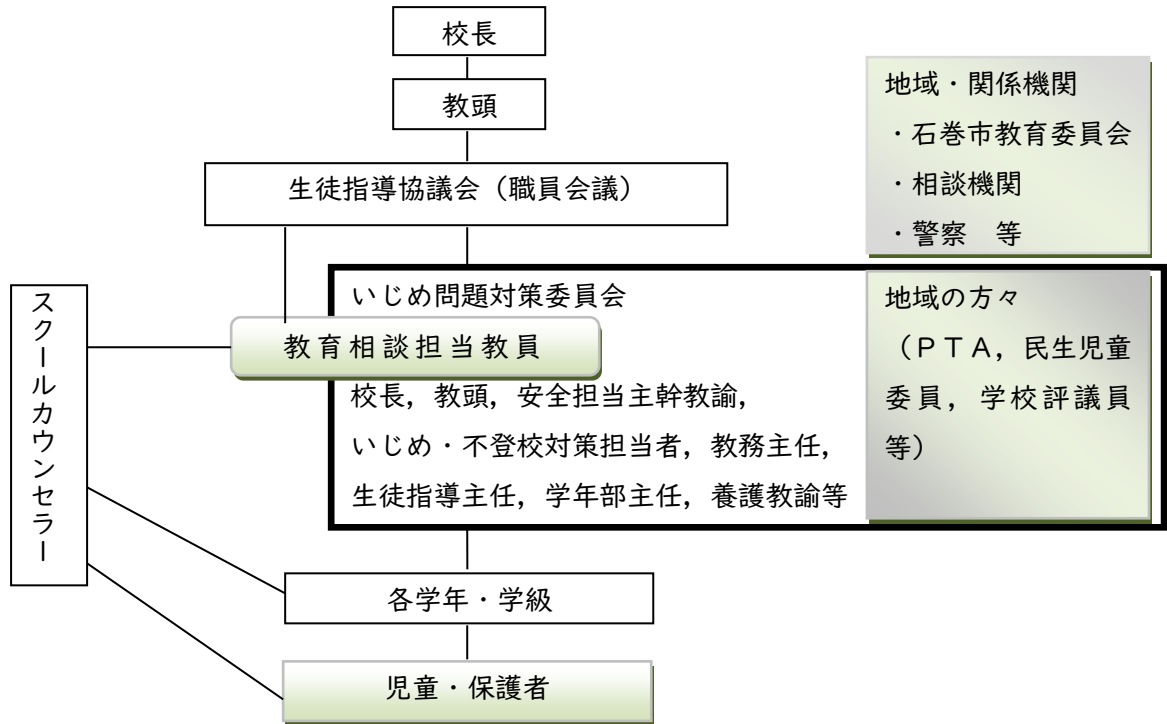 校長
教頭
生徒指導協議会（職員会議）
地域・関係機関
・石巻市教育委員会
・相談機関
・警察　等
スクールカウンセラー
いじめ問題対策委員会
教育相談担当教員
校長，教頭，安全担当主幹教諭，
いじめ・不登校対策担当者，教務主任，
生徒指導主任，学年部主任，養護教諭等
地域の方々
（ＰＴＡ，民生児童
委員，学校評議員
等）
各学年・学級
児童・保護者